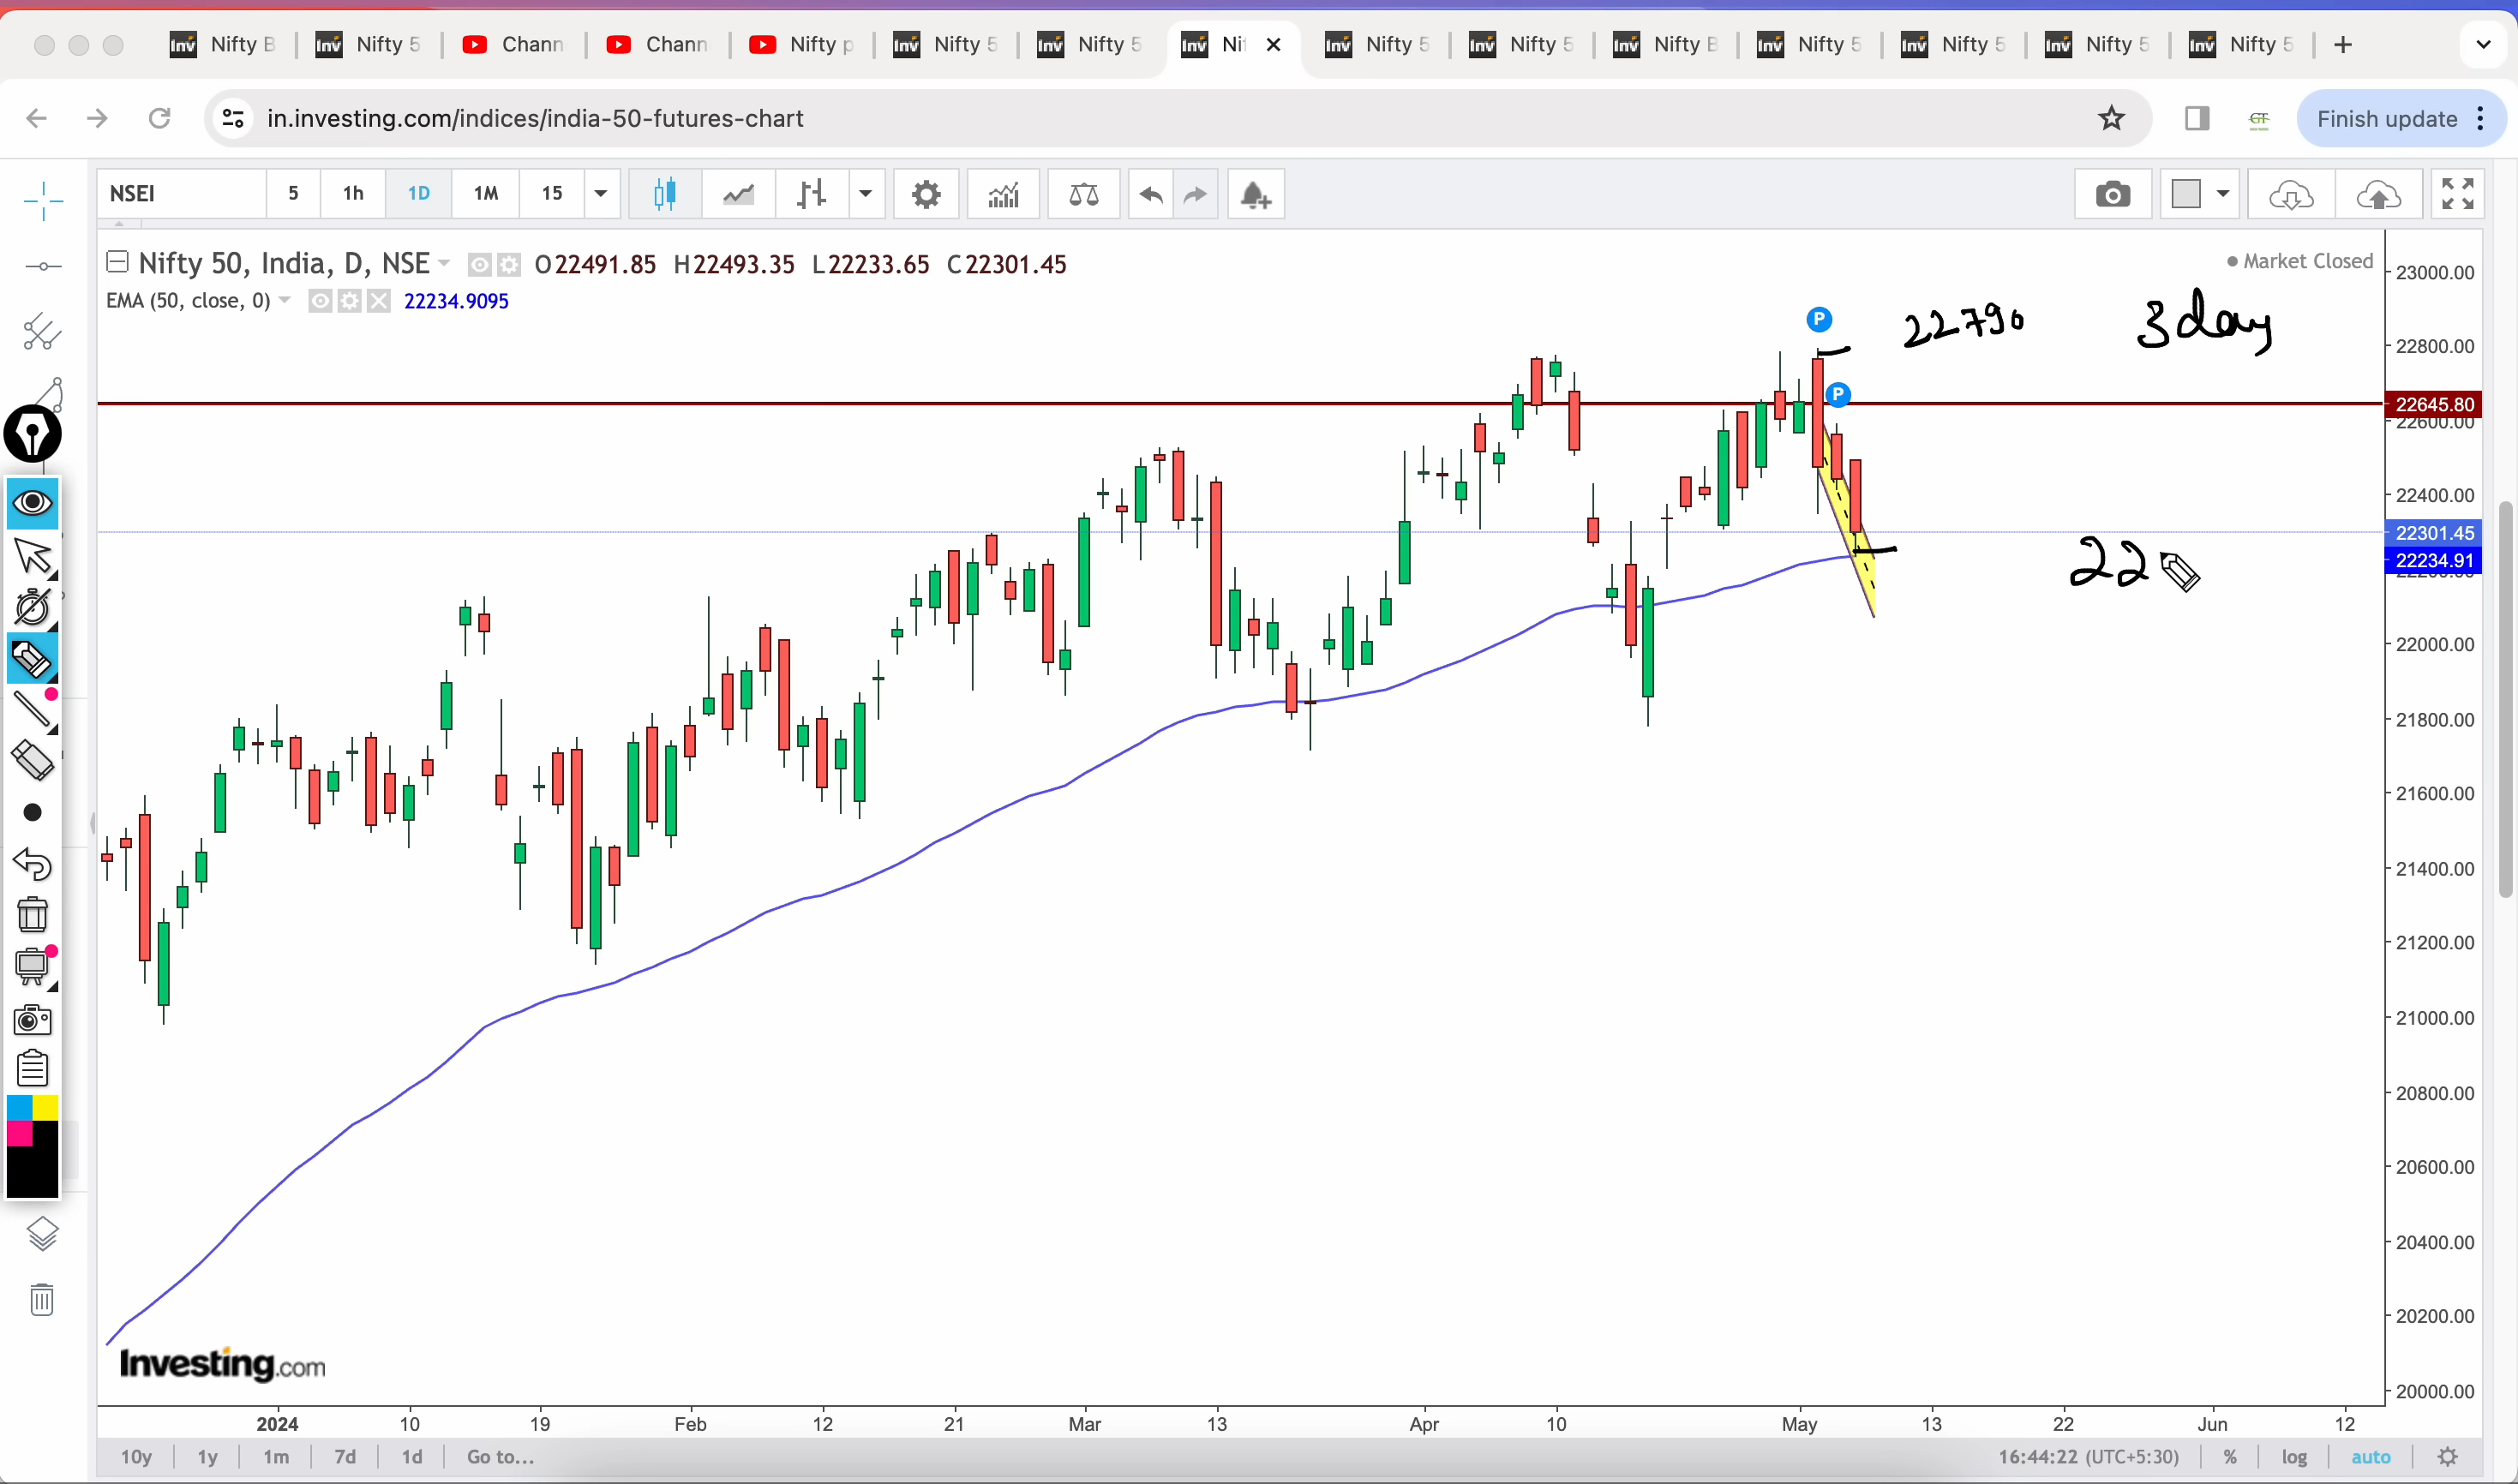 Nifty B Nifty 5 Chann Chann Nifty p Nifty 5 Nifty 5 Ni Nifty 5 Nifty 5 Nifty B Nifty 5 Nifty 5 Nifty 5 Nifty 5
in.investing.com/indices/india-50-futures-chart GT Finish update
NSEI 5 1h 1D 1M 15
Nifty 50, India, D, NSE O22491.85 H22493.35 L22233.65 C22301.45
Market Closed
EMA (50, close, 0) 22234.9095
P 22790 3 day
P
22
23000.00
22800.00
22645.80
22600.00
22400.00
22301.45
22234.91
22000.00
21800.00
21600.00
21400.00
21200.00
21000.00
20800.00
20600.00
20400.00
20200.00
20000.00
Investing.com
2024 10 19 Feb 12 21 Mar 13 Apr 10 May 13 22 Jun 12
10y 1y 1m 7d 1d Go to... 16:44:22 (UTC+5:30) % log auto